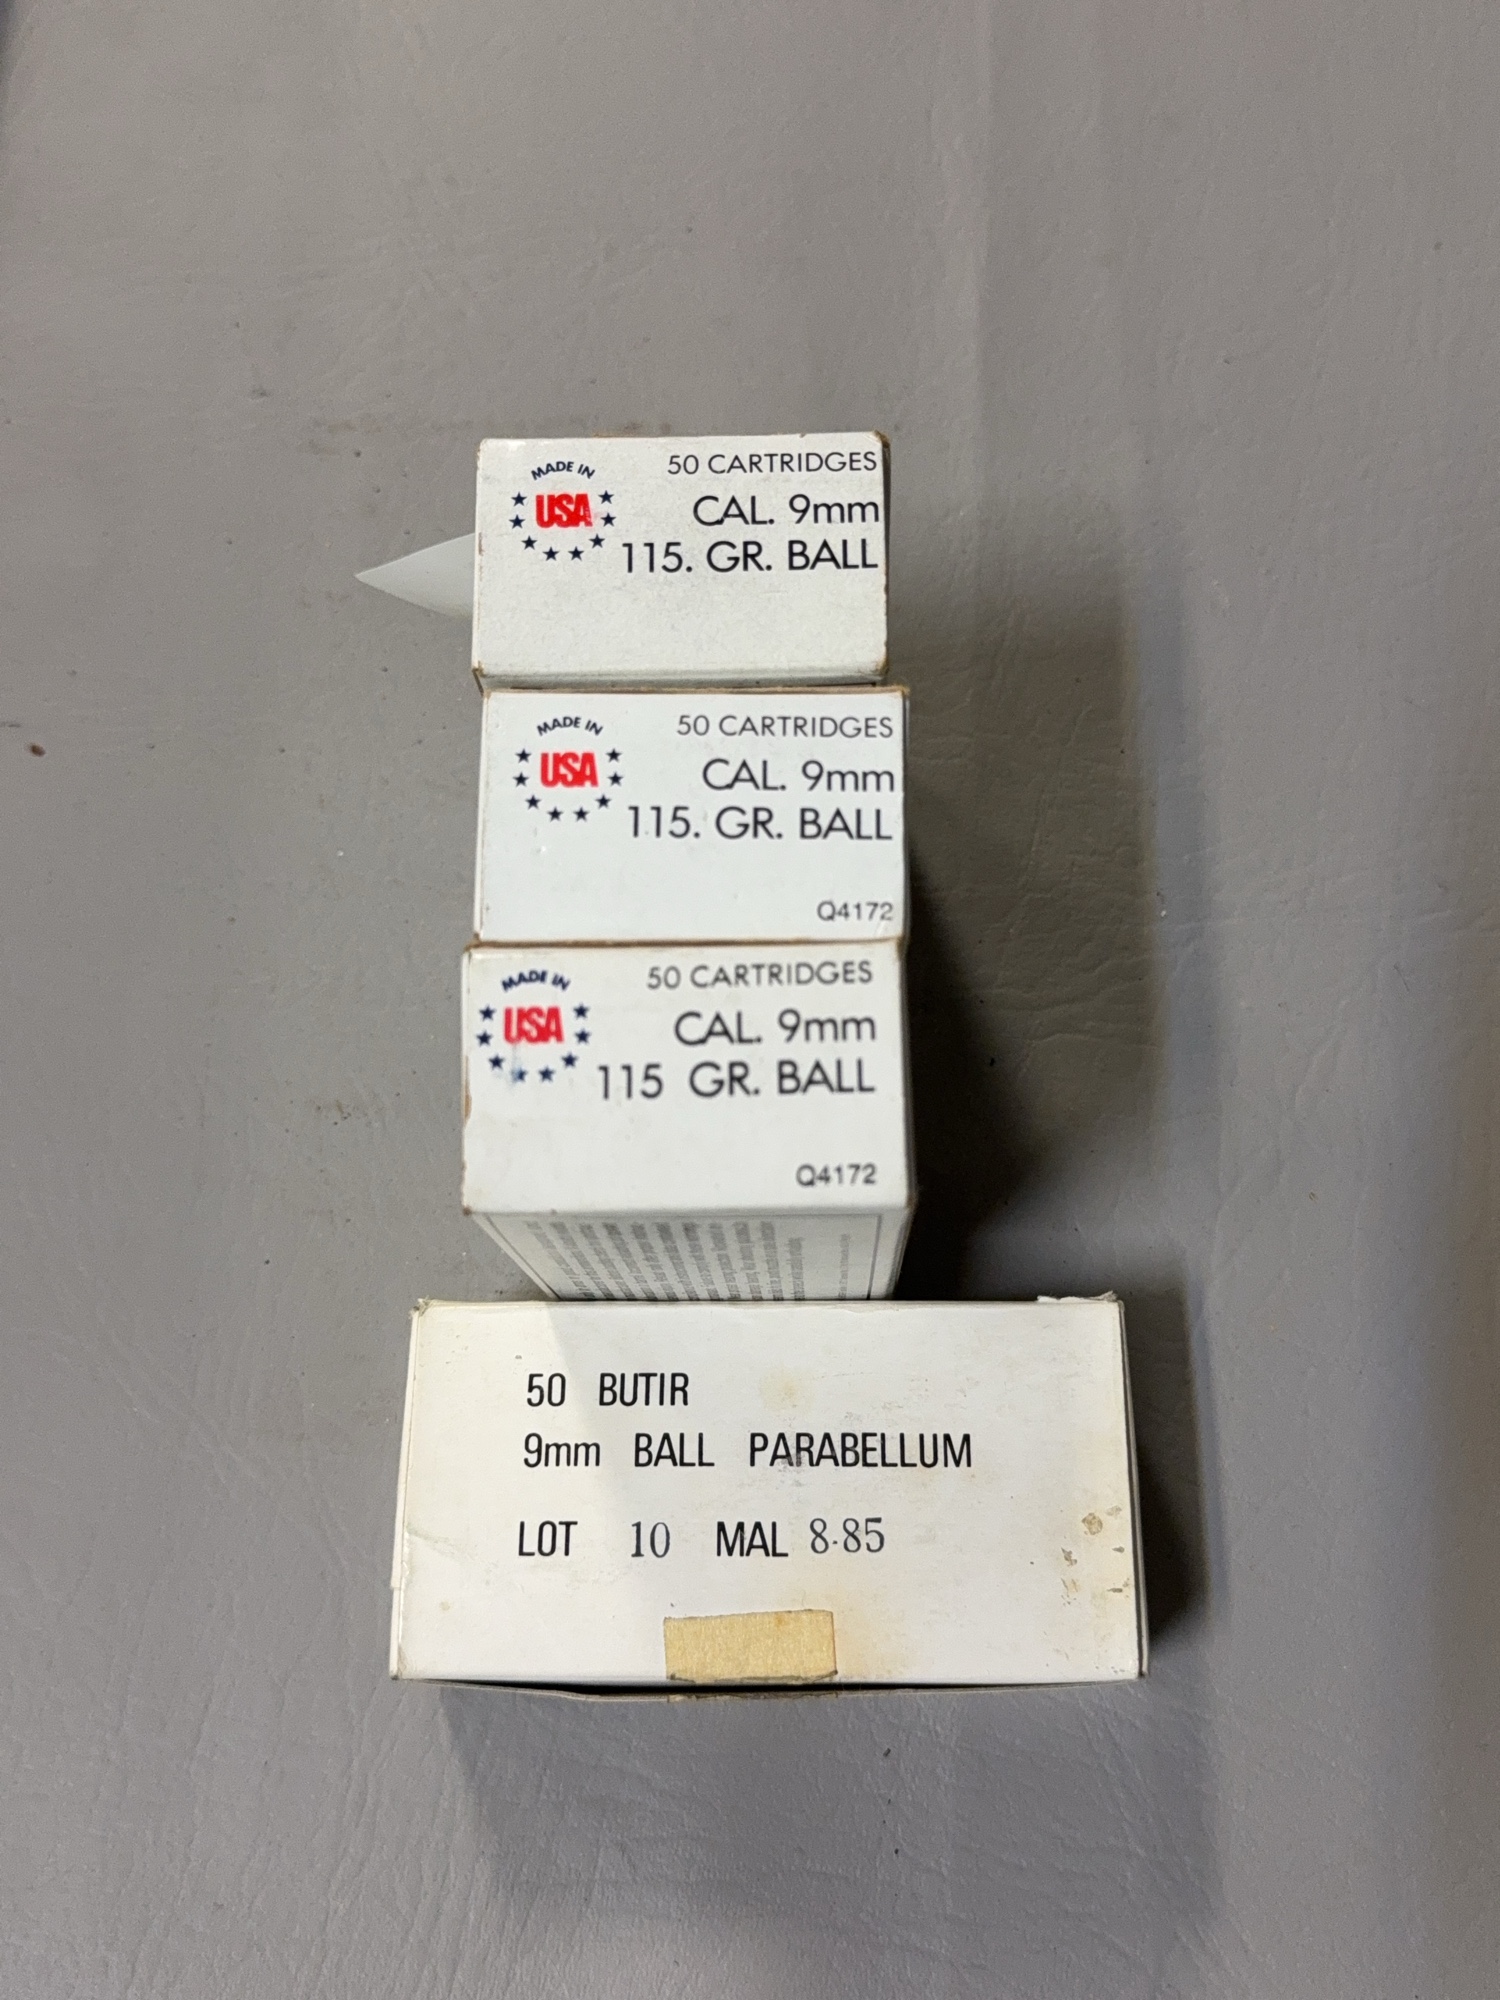 MADE IN
USA
50 CARTRIDGES
CAL. 9mm
115. GR. BALL
MADE IN
USA
50 CARTRIDGES
CAL. 9mm
115. GR. BALL
Q4172
MADE IN
USA
50 CARTRIDGES
CAL. 9mm
115 GR. BALL
Q4172
50 BUTIR
9mm BALL PARABELLUM
LOT 10 MAL 8.85